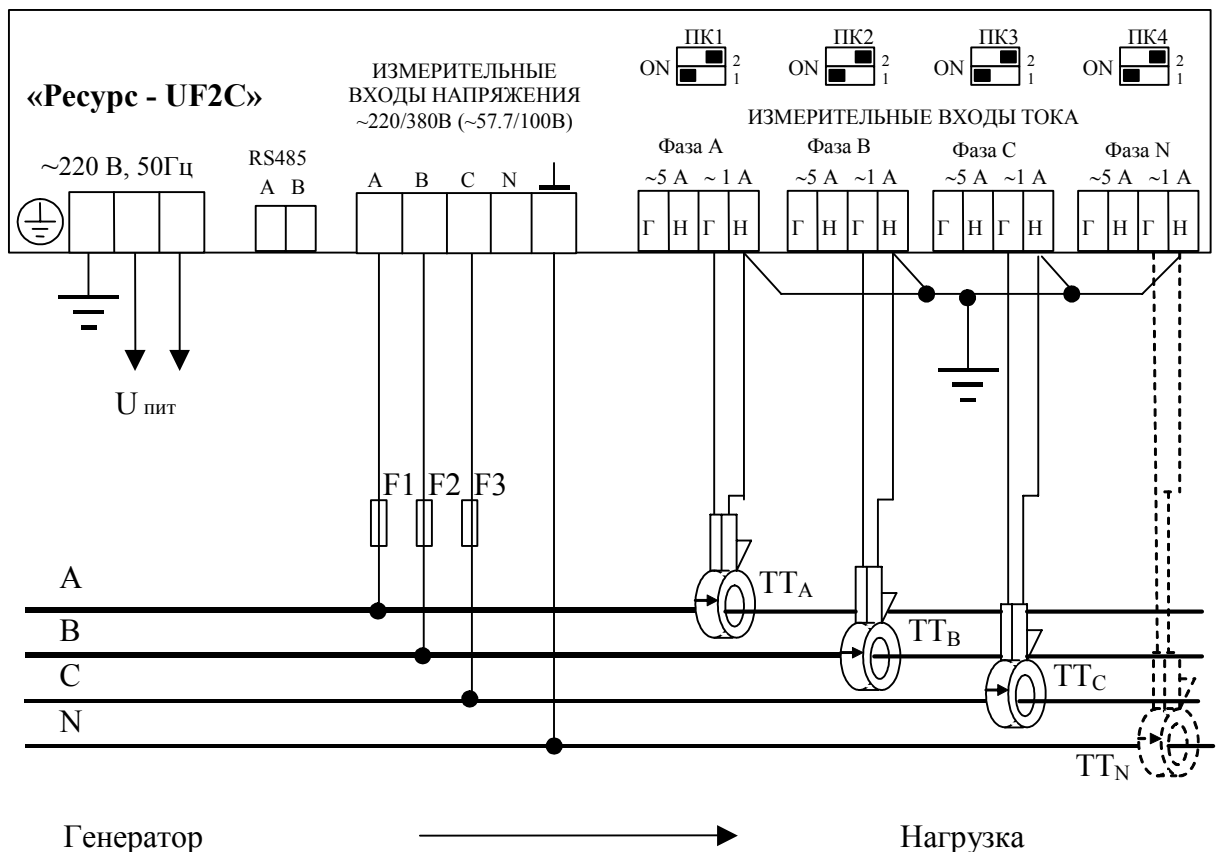 ПК1 ПК2 ПК3 ПК4
ON 2 1 ON 2 1 ON 2 1 ON 2 1
«Ресурс - UF2C»
ИЗМЕРИТЕЛЬНЫЕ
ВХОДЫ НАПРЯЖЕНИЯ
~220/380В (~57.7/100В)
ИЗМЕРИТЕЛЬНЫЕ ВХОДЫ ТОКА
~220 В, 50Гц
RS485
A B
A B C N
Фаза А Фаза В Фаза С Фаза N
~5 А ~ 1 А ~5 А ~1 А ~5 А ~1 А ~5 А ~1 А
Г Н Г Н Г Н Г Н Г Н Г Н Г Н Г Н
U пит
F1 F2 F3
A
B
C
N
TTA
TTB
TTC
TTN
Генератор Нагрузка